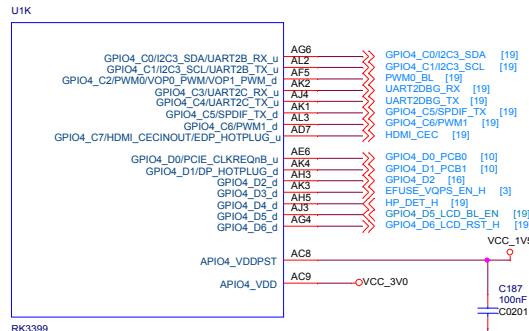 U1K
GPIO4_C0/I2C3_SDA/UART2B_RX_u AG6 GPIO4_C0/I2C3_SDA [19]
GPIO4_C1/I2C3_SCL/UART2B_TX_u AL2 GPIO4_C1/I2C3_SCL [19]
GPIO4_C2/PWM0/VOP0_PWM/VOP1_PWM_d AF5 PWM0_BL [19]
GPIO4_C3/UART2C_RX_u AK2 UART2DBG_RX [19]
GPIO4_C4/UART2C_TX_u AJ4 UART2DBG_TX [19]
GPIO4_C5/SPDIF_TX_d AK1 GPIO4_C5/SPDIF_TX [19]
GPIO4_C6/PWM1_d AL3 GPIO4_C6/PWM1 [19]
GPIO4_C7/HDMI_CECINOUT/EDP_HOTPLUG_u AD7 HDMI_CEC [19]
GPIO4_D0/PCIE_CLKREQnB_u AE6 GPIO4_D0_PCB0 [10]
GPIO4_D1/DP_HOTPLUG_d AK4 GPIO4_D1_PCB1 [10]
GPIO4_D2_d AH3 GPIO4_D2 [16]
GPIO4_D3_d AK3 EFUSE_VQPS_EN_H [3]
GPIO4_D4_d AH5 HP_DET_H [19]
GPIO4_D5_d AJ3 GPIO4_D5_LCD_BL_EN [19]
GPIO4_D6_d AG4 GPIO4_D6_LCD_RST_H [19
VCC_1V5
APIO4_VDDPST AC8
APIO4_VDD AC9 VCC_3V0
C187
100nF
C0201
RK3399